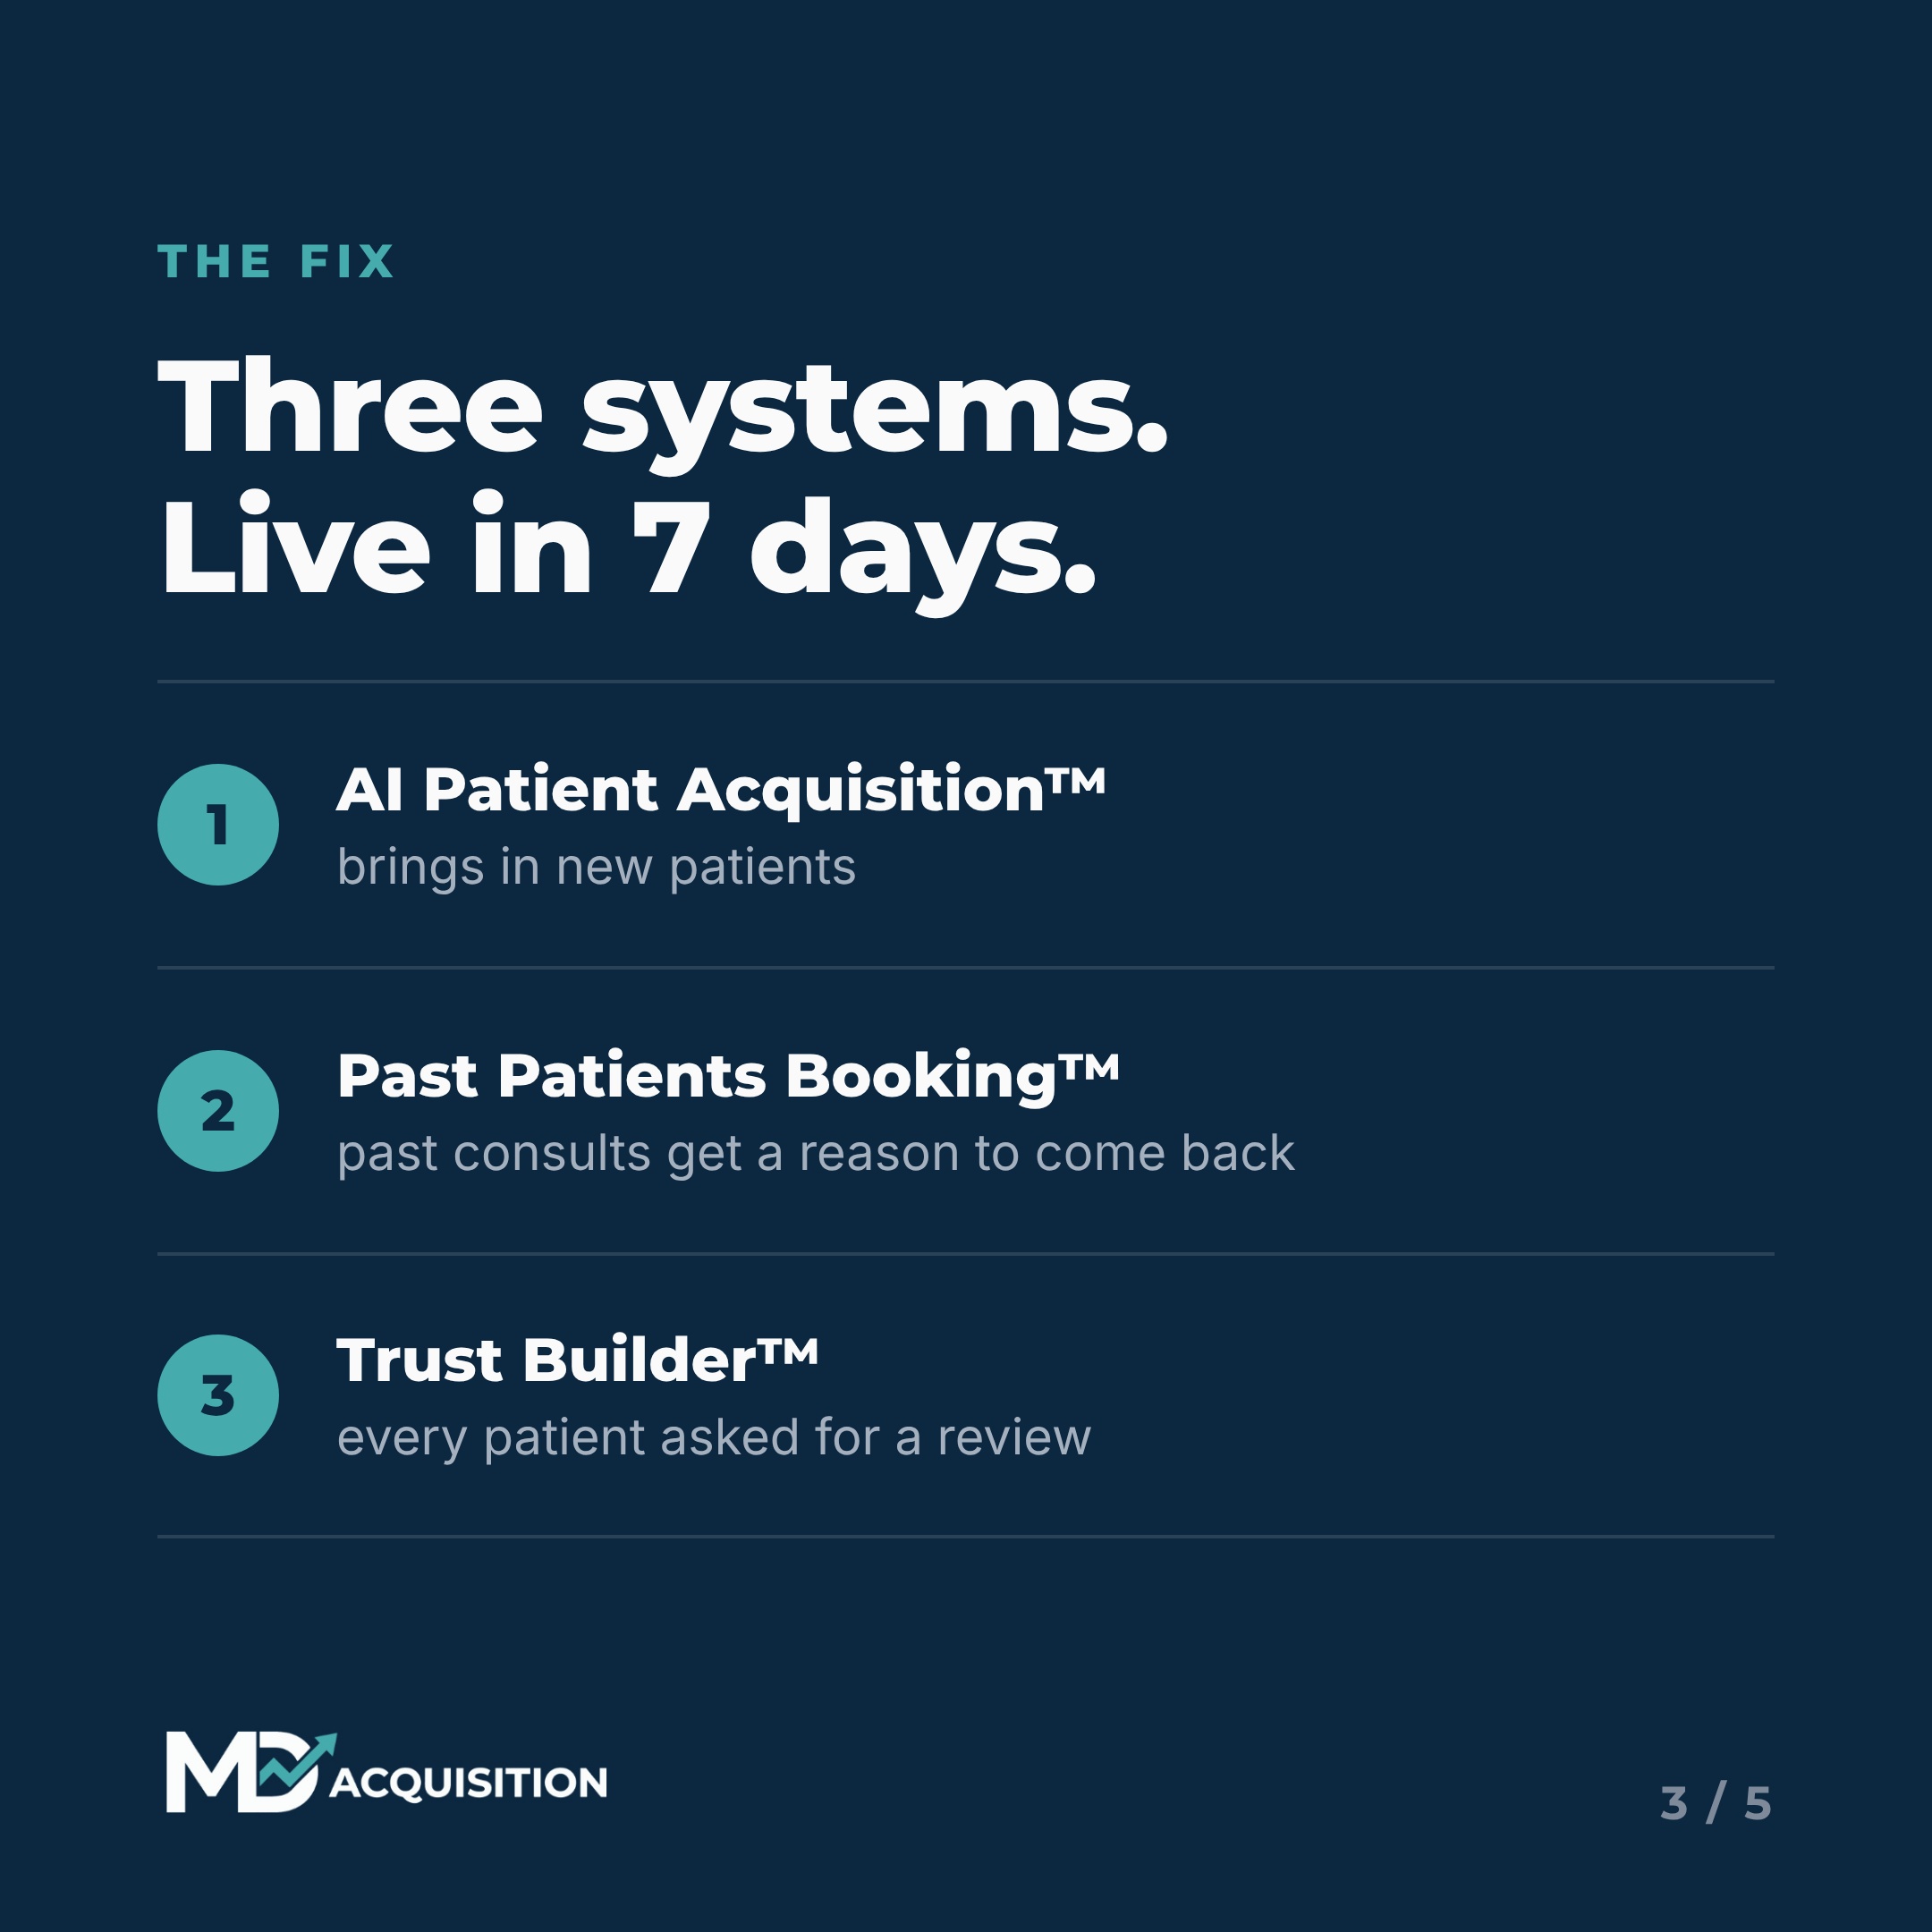 THE FIX
Three systems.
Live in 7 days.
1
AI Patient Acquisition™
brings in new patients
2
Past Patients Booking™
past consults get a reason to come back
3
Trust Builder™
every patient asked for a review
MD ACQUISITION
3 / 5